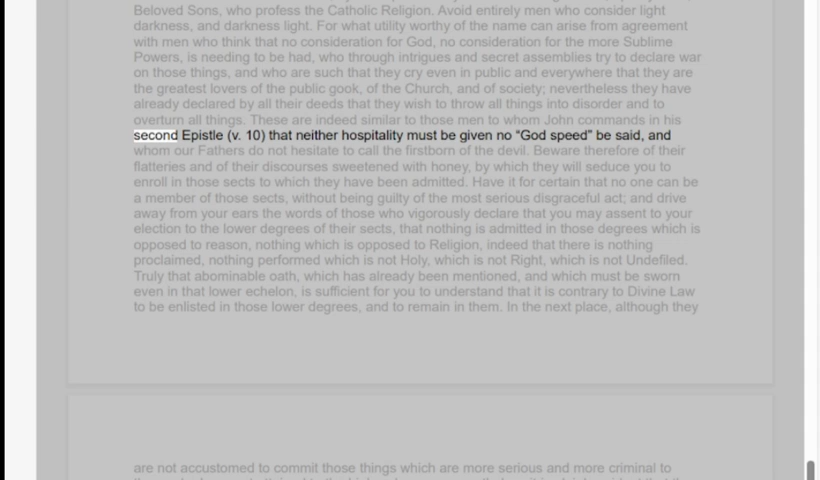 Beloved Sons, who profess the Catholic Religion. Avoid entirely men who consider light
darkness, and darkness light. For what utility worthy of the name can arise from agreement
with men who think that no consideration for God, no consideration for the more Sublime
Powers, is needing to be had, who through intrigues and secret assemblies try to declare war
on those things, and who are such that they cry even in public and everywhere that they are
the greatest lovers of the public gook, of the Church, and of society; nevertheless they have
already declared by all their deeds that they wish to throw all things into disorder and to
overturn all things. These are indeed similar to those men to whom John commands in his
second Epistle (v. 10) that neither hospitality must be given no “God speed” be said, and
whom our Fathers do not hesitate to call the firstborn of the devil. Beware therefore of their
flatteries and of their discourses sweetened with honey, by which they will seduce you to
enroll in those sects to which they have been admitted. Have it for certain that no one can be
a member of those sects, without being guilty of the most serious disgraceful act; and drive
away from your ears the words of those who vigorously declare that you may assent to your
election to the lower degrees of their sects, that nothing is admitted in those degrees which is
opposed to reason, nothing which is opposed to Religion, indeed that there is nothing
proclaimed, nothing performed which is not Holy, which is not Right, which is not Undefiled.
Truly that abominable oath, which has already been mentioned, and which must be sworn
even in that lower echelon, is sufficient for you to understand that it is contrary to Divine Law
to be enlisted in those lower degrees, and to remain in them. In the next place, although they
are not accustomed to commit those things which are more serious and more criminal to